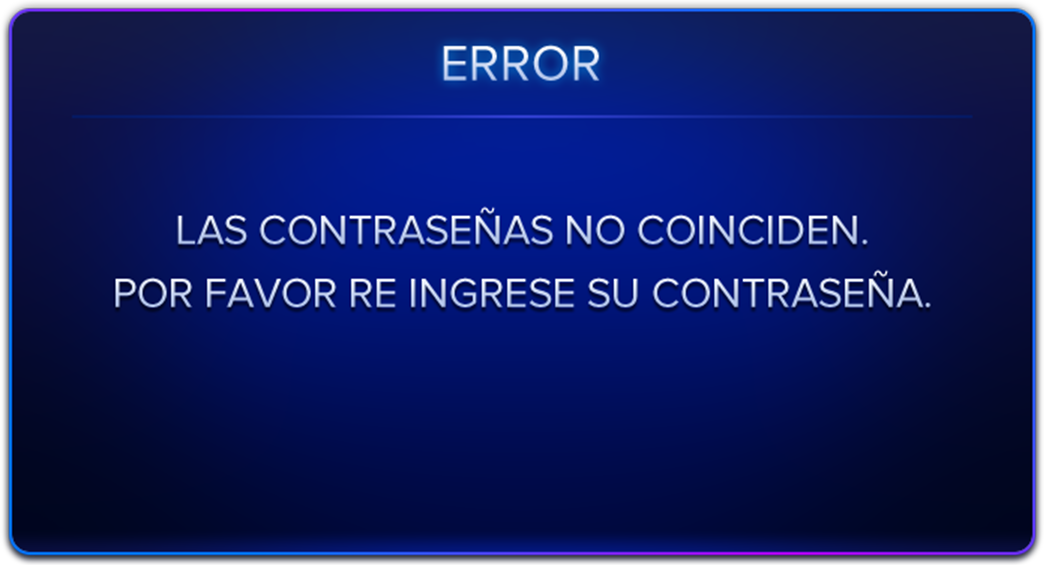 ERROR
LAS CONTRASEÑAS NO COINCIDEN.
POR FAVOR RE INGRESE SU CONTRASEÑA.